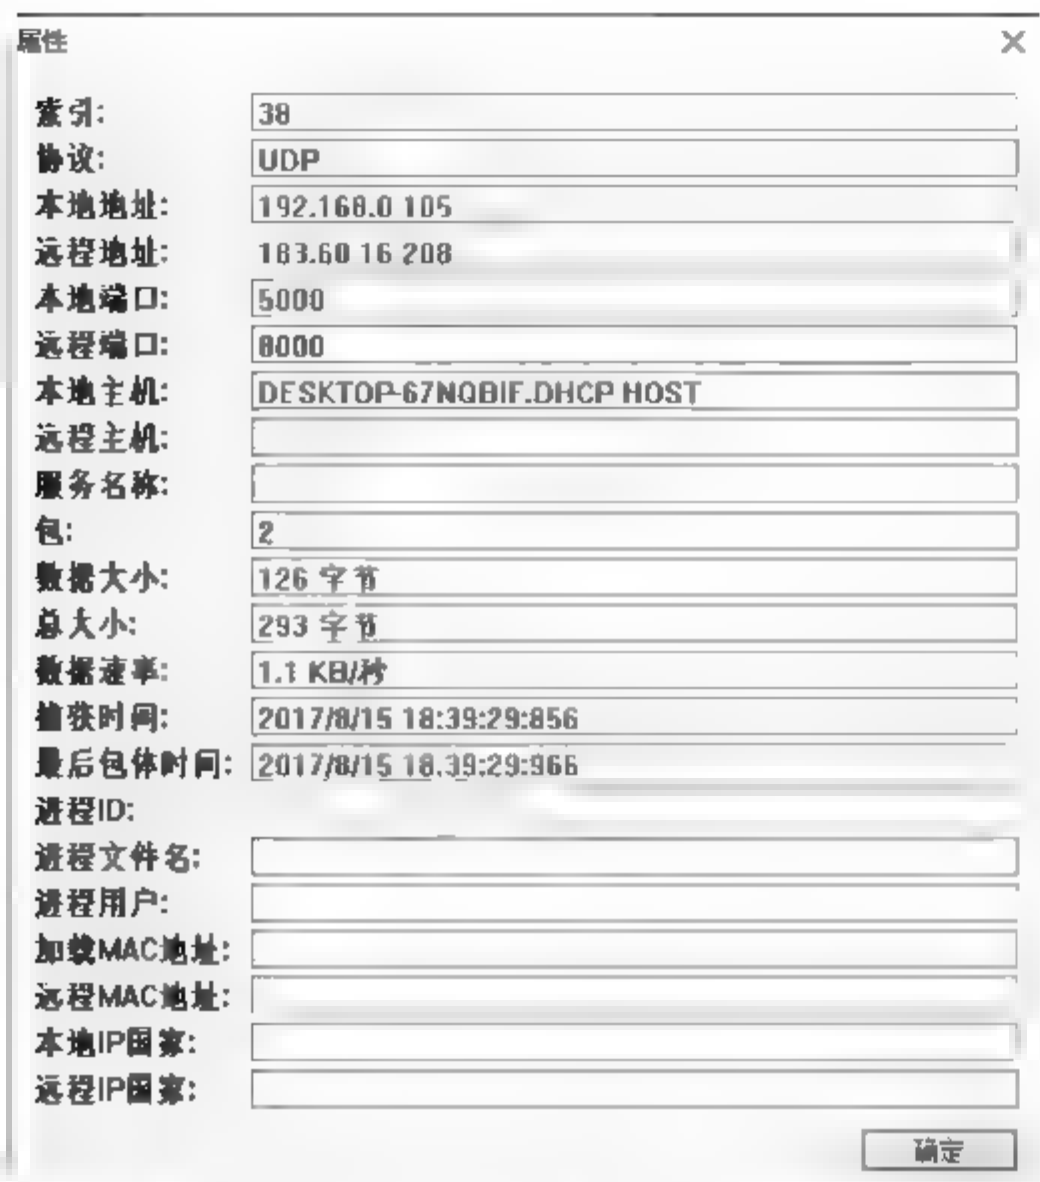 属性
索引: 38
协议: UDP
本地地址: 192.168.0 105
远程地址: 183.60 16 208
本地端口: 5000
远程端口: 8000
本地主机: DESKTOP-67NQBIF.DHCP HOST
远程主机:
服务名称:
包: 2
数据大小: 126 字节
总大小: 293 字节
数据速率: 1.1 KB/秒
捕获时间: 2017/8/15 18:39:29:856
最后包体时间: 2017/8/15 18.39:29:966
进程ID:
进程文件名:
进程用户:
加载MAC地址:
远程MAC地址:
本地IP国家:
远程IP国家:
确定